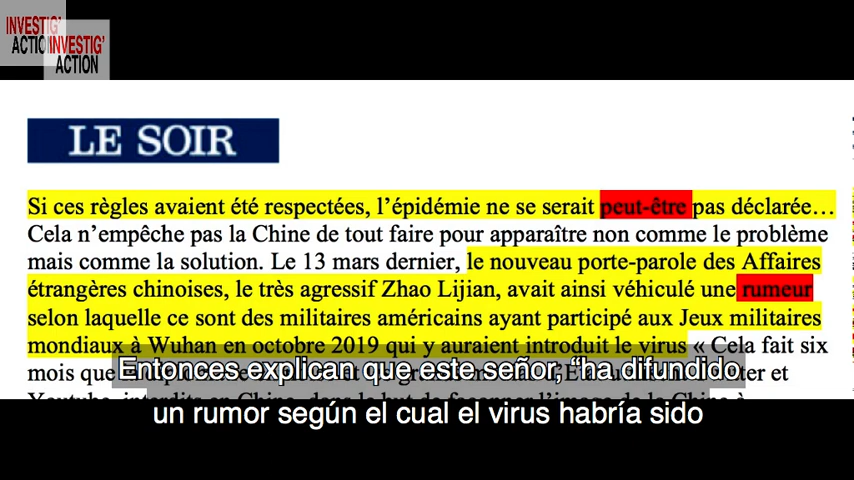 INVESTIG'
ACTION
INVESTIG'
ACTION
LE SOIR
Si ces règles avaient été respectées, l'épidémie ne se serait peut-être pas déclarée…
Cela n'empêche pas la Chine de tout faire pour apparaître non comme le problème
mais comme la solution. Le 13 mars dernier, le nouveau porte-parole des Affaires
étrangères chinoises, le très agressif Zhao Lijian, avait ainsi véhiculé une rumeur
selon laquelle ce sont des militaires américains ayant participé aux Jeux militaires
mondiaux à Wuhan en octobre 2019 qui y auraient introduit le virus « Cela fait six
mois que
Entonces explican que este señor, “ha difundido
un rumor según el cual el virus habría sido